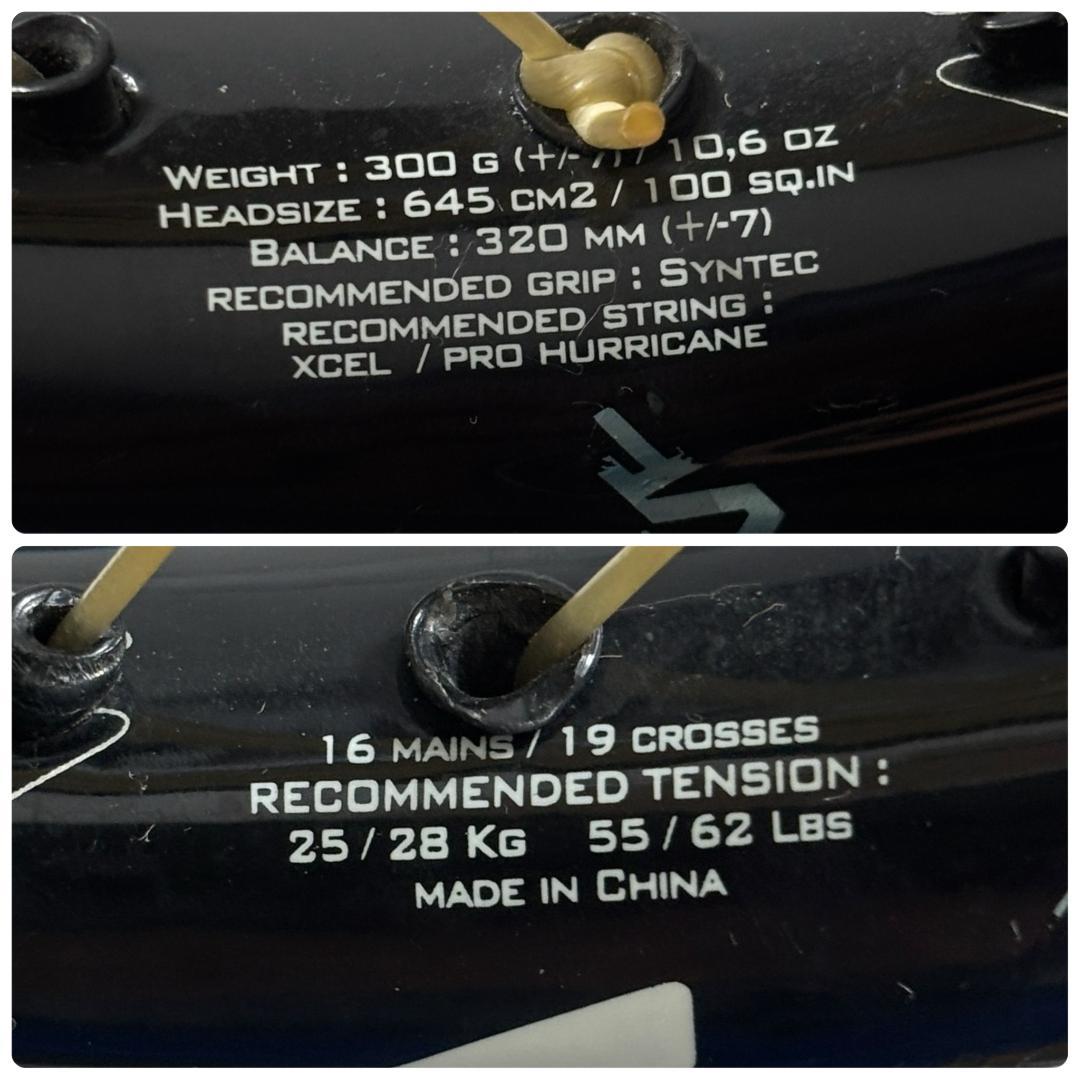 WEIGHT : 300 G (+/-7) / 10,6 OZ
HEADSIZE : 645 CM2 / 100 SQ.IN
BALANCE : 320 MM (+/-7)
RECOMMENDED GRIP : SYNTEC
RECOMMENDED STRING :
XCEL / PRO HURRICANE
16 MAINS / 19 CROSSES
RECOMMENDED TENSION :
25 / 28 KG 55 / 62 LBS
MADE IN CHINA